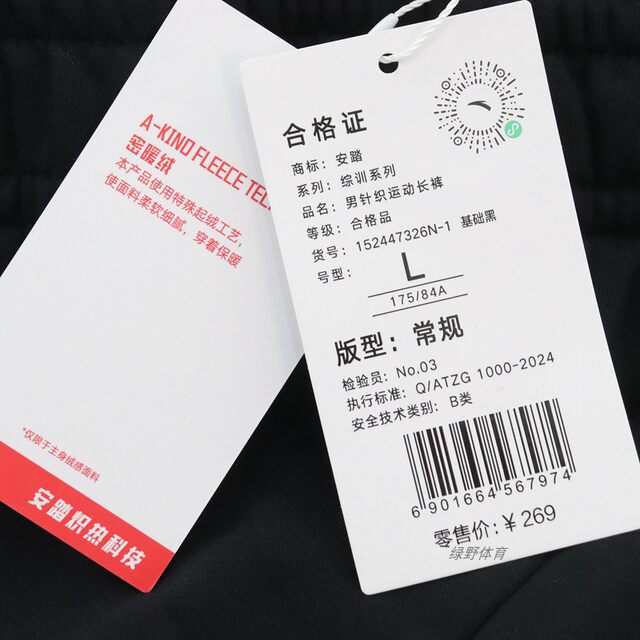 A-KIND FLEECE
密暖绒
本产品使用特殊起绒工艺，
使面料柔软细腻，穿着保暖
*仅限于主身绒感面料
安踏炽热科技
合格证
商标：安踏
系列：综训系列
品名：男针织运动长裤
等级：合格品
货号：152447326N-1 基础黑
号型：
L
175/84A
版型：常规
检验员：No.03
执行标准：Q/ATZG 1000-2024
安全技术类别：B类
6901664567974
零售价：¥269
绿野体育